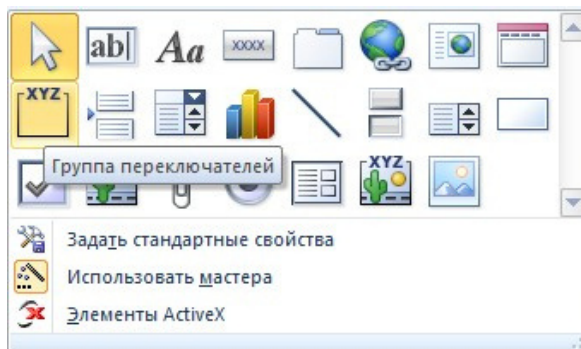 ab|
Aa
xxxx
XYZ
Группа переключателей
XYZ
Задать стандартные свойства
Использовать мастера
Элементы ActiveX